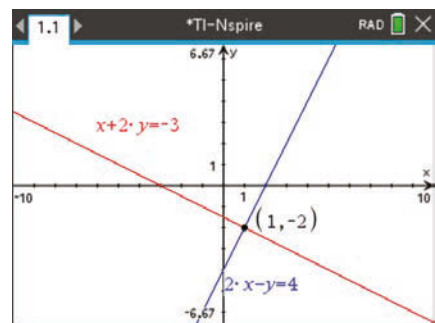 1.1 *TI-Nspire RAD
6.67 y
x+2·y=-3
1
x
-10 1 10
(1,-2)
2·x-y=4
-6.67